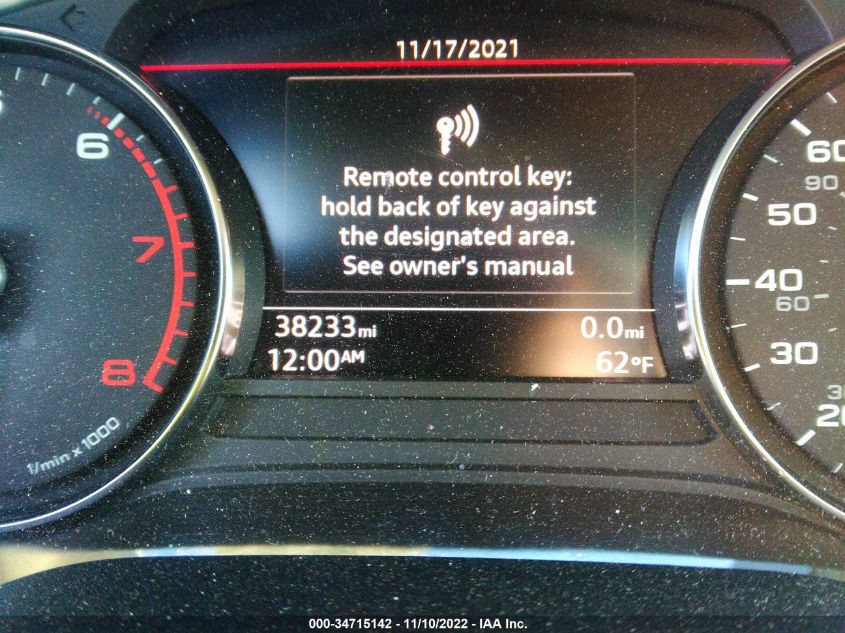 11/17/2021
Remote control key:
hold back of key against
the designated area.
See owner's manual
38233mi
0.0mi
12:00AM
62°F
6
7
8
1/min x 1000
60
90
50
40
60
30
20
000-34715142 - 11/10/2022 - IAA Inc.